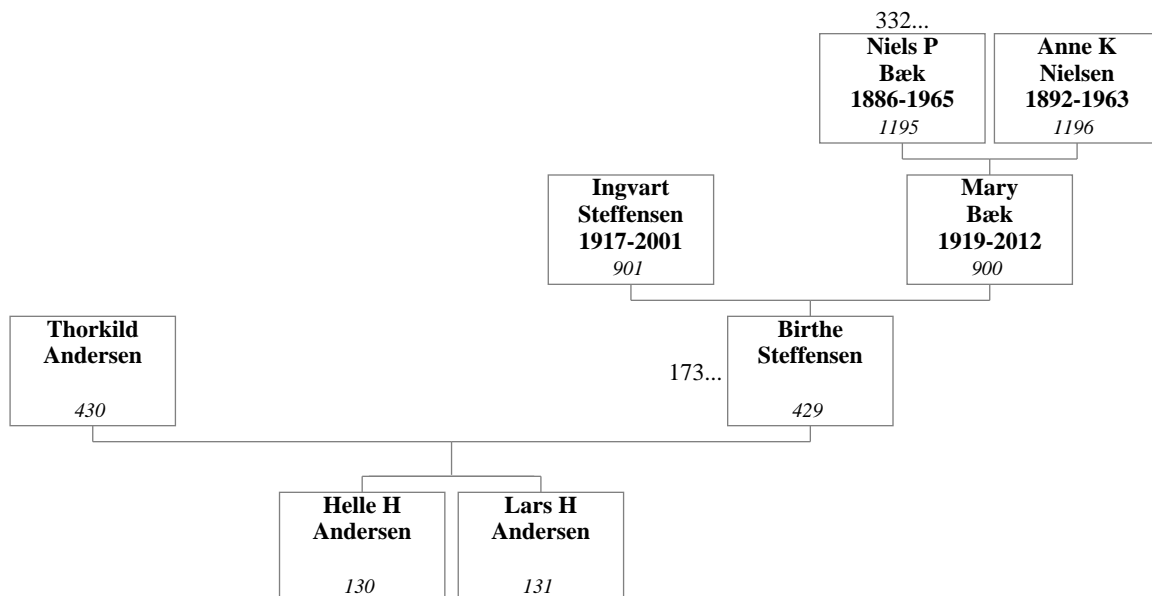 332...
Niels P
Bæk
1886-1965
1195
Anne K
Nielsen
1892-1963
1196
Ingvart
Steffensen
1917-2001
901
Mary
Bæk
1919-2012
900
Thorkild
Andersen
430
173...
Birthe
Steffensen
429
Helle H
Andersen
130
Lars H
Andersen
131